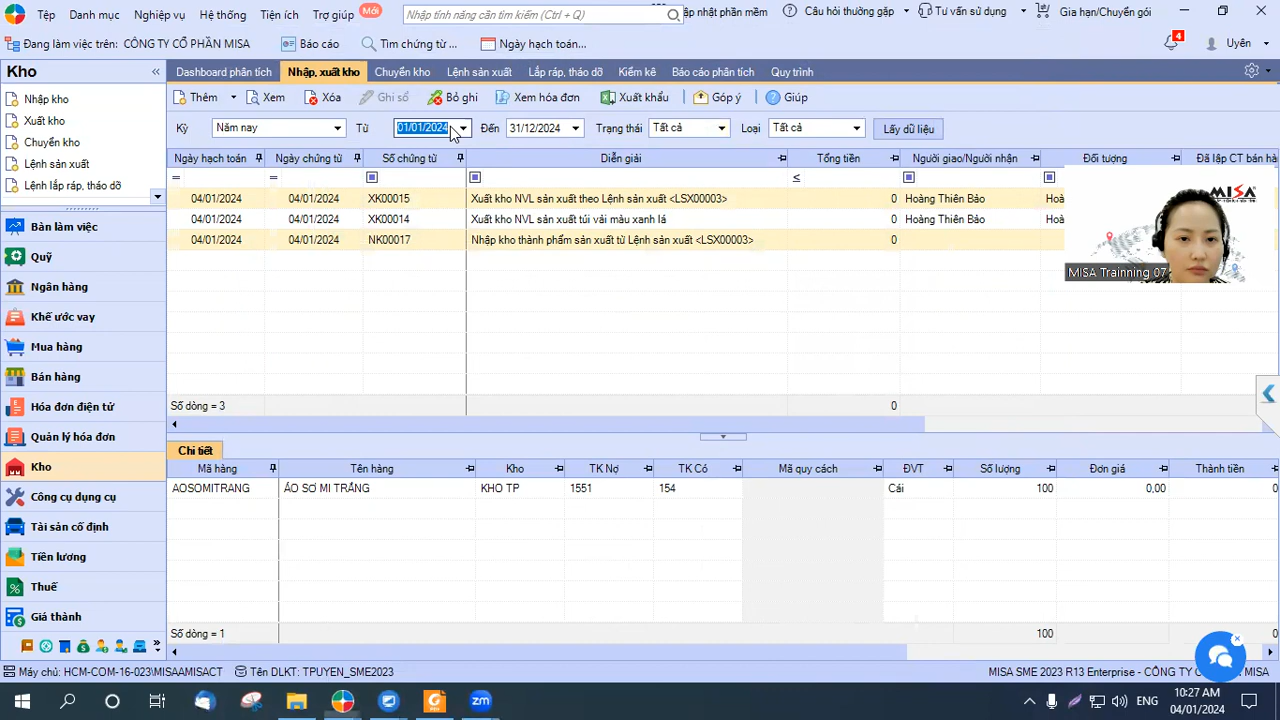 Tệp Danh mục Nghiệp vụ Hệ thống Tiện ích Trợ giúp Mới Nhập tính năng cần tìm kiếm (Ctrl + Q) phần mềm Câu hỏi thường gặp Tư vấn sử dụng Gia hạn/Chuyển gói
Đang làm việc trên: CÔNG TY CỔ PHẦN MISA Báo cáo Tìm chứng từ ... Ngày hạch toán... 4 Uyên
Kho « Dashboard phân tích Nhập, xuất kho Chuyển kho Lệnh sản xuất Lắp ráp, tháo dỡ Kiểm kê Báo cáo phân tích Quy trình
Nhập kho Thêm Xem Xóa Ghi sổ Bỏ ghi Xem hóa đơn Xuất khẩu Góp ý Giúp
Xuất kho Kỳ Năm nay Từ 01/01/2024 Đến 31/12/2024 Trạng thái Tất cả Loại Tất cả Lấy dữ liệu
Chuyển kho
Lệnh sản xuất
Lệnh lắp ráp, tháo dỡ
Ngày hạch toán Ngày chứng từ Số chứng từ Diễn giải Tổng tiền Người giao/Người nhận Đối tượng Đã lập CT bán hà
= = ≤
04/01/2024 04/01/2024 XK00015 Xuất kho NVL sản xuất theo Lệnh sản xuất <LSX00003> 0 Hoàng Thiên Bảo Hoà
04/01/2024 04/01/2024 XK00014 Xuất kho NVL sản xuất túi vải màu xanh lá 0 Hoàng Thiên Bảo Hoà
04/01/2024 04/01/2024 NK00017 Nhập kho thành phẩm sản xuất từ Lệnh sản xuất <LSX00003> 0
MISA
MISA Trainning 07
Số dòng = 3 0
Bàn làm việc
Quỹ
Ngân hàng
Khế ước vay
Mua hàng
Bán hàng
Hóa đơn điện tử
Quản lý hóa đơn
Kho
Công cụ dụng cụ
Tài sản cố định
Tiền lương
Thuế
Giá thành
Chi tiết
Mã hàng Tên hàng Kho TK Nợ TK Có Mã quy cách ĐVT Số lượng Đơn giá Thành tiền
AOSOMITRANG ÁO SƠ MI TRẮNG KHO TP 1551 154 Cái 100 0,00 0
Số dòng = 1 100 0
Máy chủ: HCM-COM-16-023\MISAAMISACT Tên DLKT: TPUYEN_SME2023 MISA SME 2023 R13 Enterprise - CÔNG TY CỔ PHẦN MISA
zm ENG 10:27 AM
04/01/2024